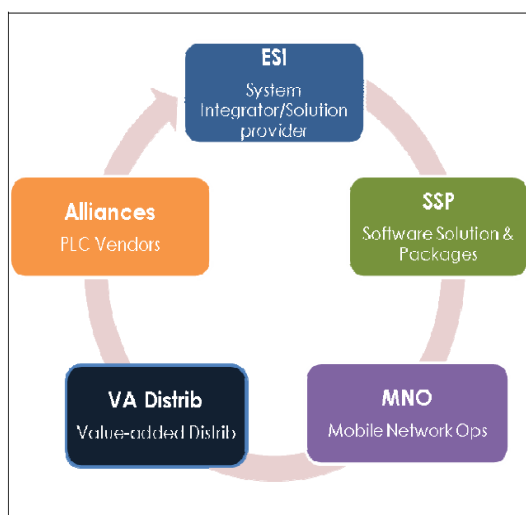 ESI
System
Integrator/Solution
provider
SSP
Software Solution &
Packages
MNO
Mobile Network Ops
VA Distrib
Value-added Distrib
Alliances
PLC Vendors